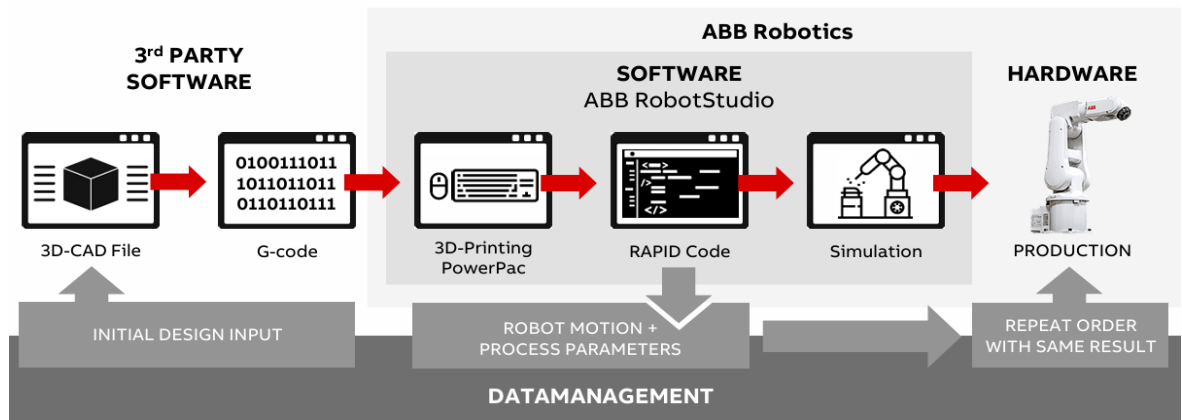 ABB Robotics
3rd PARTY
SOFTWARE
SOFTWARE
ABB RobotStudio
HARDWARE
ABB
0100111011
1011011011
0110110111
</>
3D-CAD File
G-code
3D-Printing
PowerPac
RAPID Code
Simulation
PRODUCTION
INITIAL DESIGN INPUT
ROBOT MOTION +
PROCESS PARAMETERS
REPEAT ORDER
WITH SAME RESULT
DATAMANAGEMENT